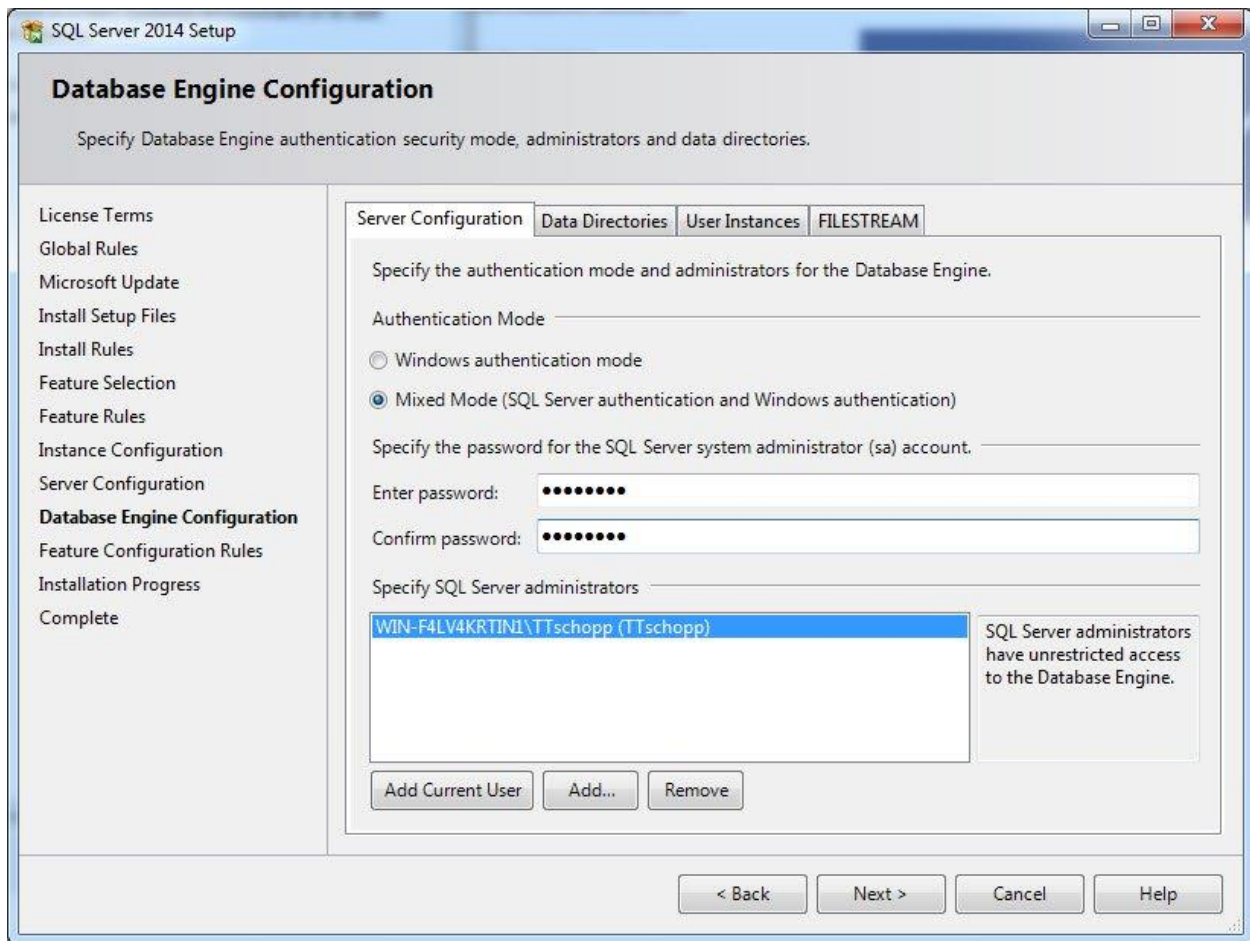 SQL Server 2014 Setup
Database Engine Configuration
Specify Database Engine authentication security mode, administrators and data directories.
License Terms
Global Rules
Microsoft Update
Install Setup Files
Install Rules
Feature Selection
Feature Rules
Instance Configuration
Server Configuration
Database Engine Configuration
Feature Configuration Rules
Installation Progress
Complete
Server Configuration Data Directories User Instances FILESTREAM
Specify the authentication mode and administrators for the Database Engine.
Authentication Mode
Windows authentication mode
Mixed Mode (SQL Server authentication and Windows authentication)
Specify the password for the SQL Server system administrator (sa) account.
Enter password: ●●●●●●●●
Confirm password: ●●●●●●●●
Specify SQL Server administrators
WIN-F4LV4KRTIN1\TTschopp (TTschopp)
SQL Server administrators
have unrestricted access
to the Database Engine.
Add Current User Add... Remove
< Back Next > Cancel Help